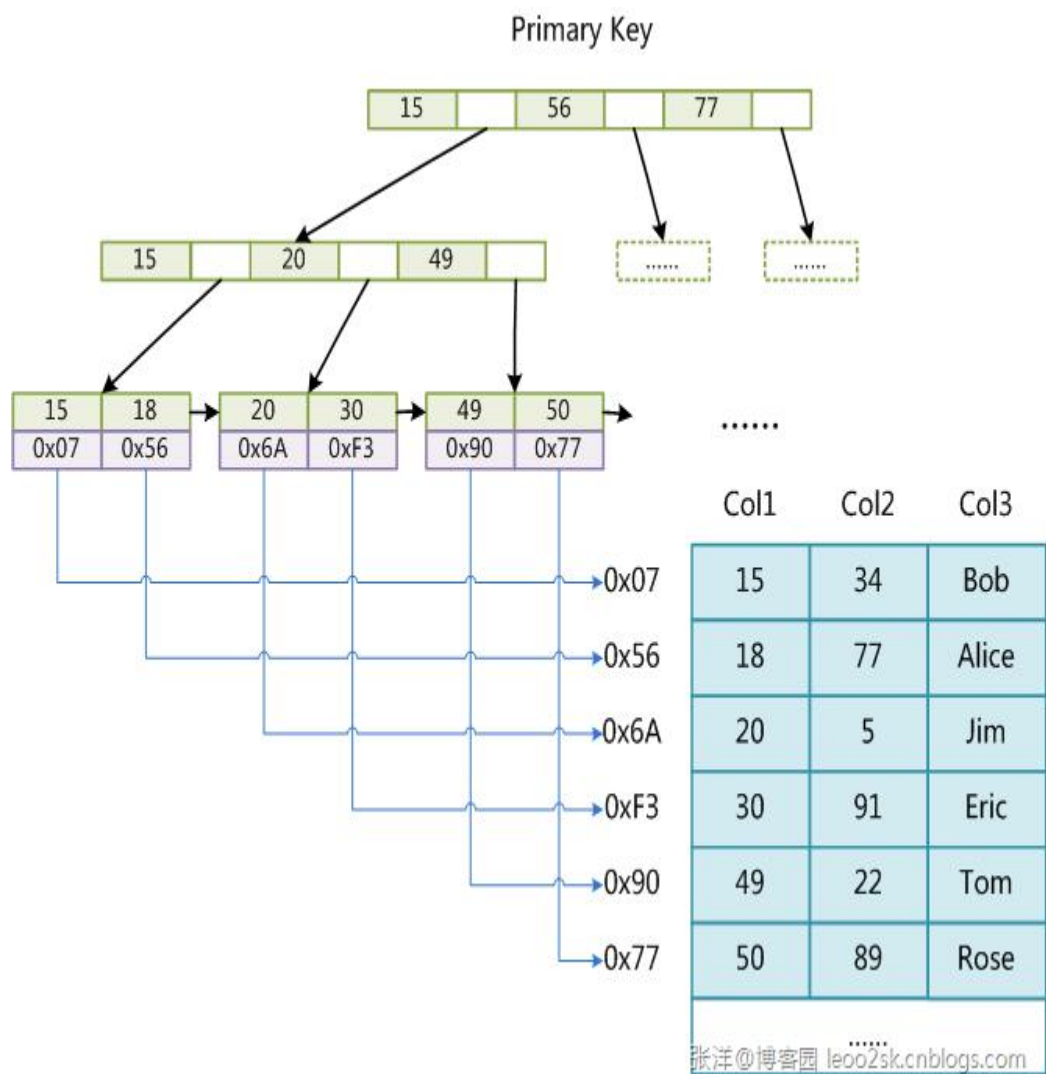 Primary Key
15 56 77
15 20 49
...... ......
15 18 20 30 49 50
0x07 0x56 0x6A 0xF3 0x90 0x77
......
Col1 Col2 Col3
0x07 15 34 Bob
0x56 18 77 Alice
0x6A 20 5 Jim
0xF3 30 91 Eric
0x90 49 22 Tom
0x77 50 89 Rose
......
张洋@博客园 leoo2sk.cnblogs.com